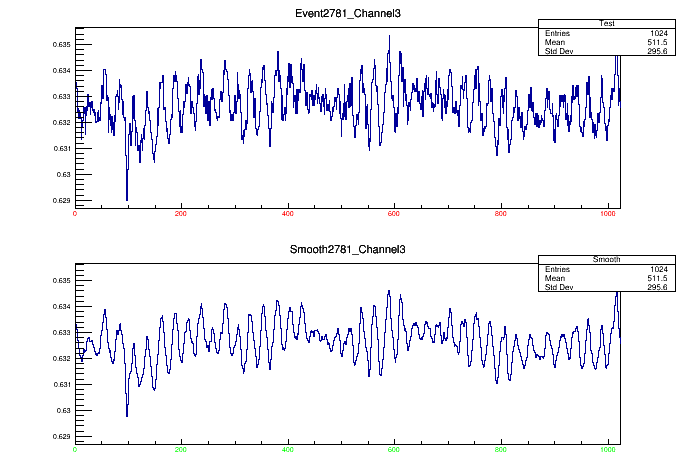 Event2781_Channel3
Test
Entries 1024
Mean 511.5
Std Dev 295.6
0.635
0.634
0.633
0.632
0.631
0.63
0.629
0 200 400 600 800 1000
Smooth2781_Channel3
Smooth
Entries 1024
Mean 511.5
Std Dev 295.6
0.635
0.634
0.633
0.632
0.631
0.63
0.629
0 200 400 600 800 1000